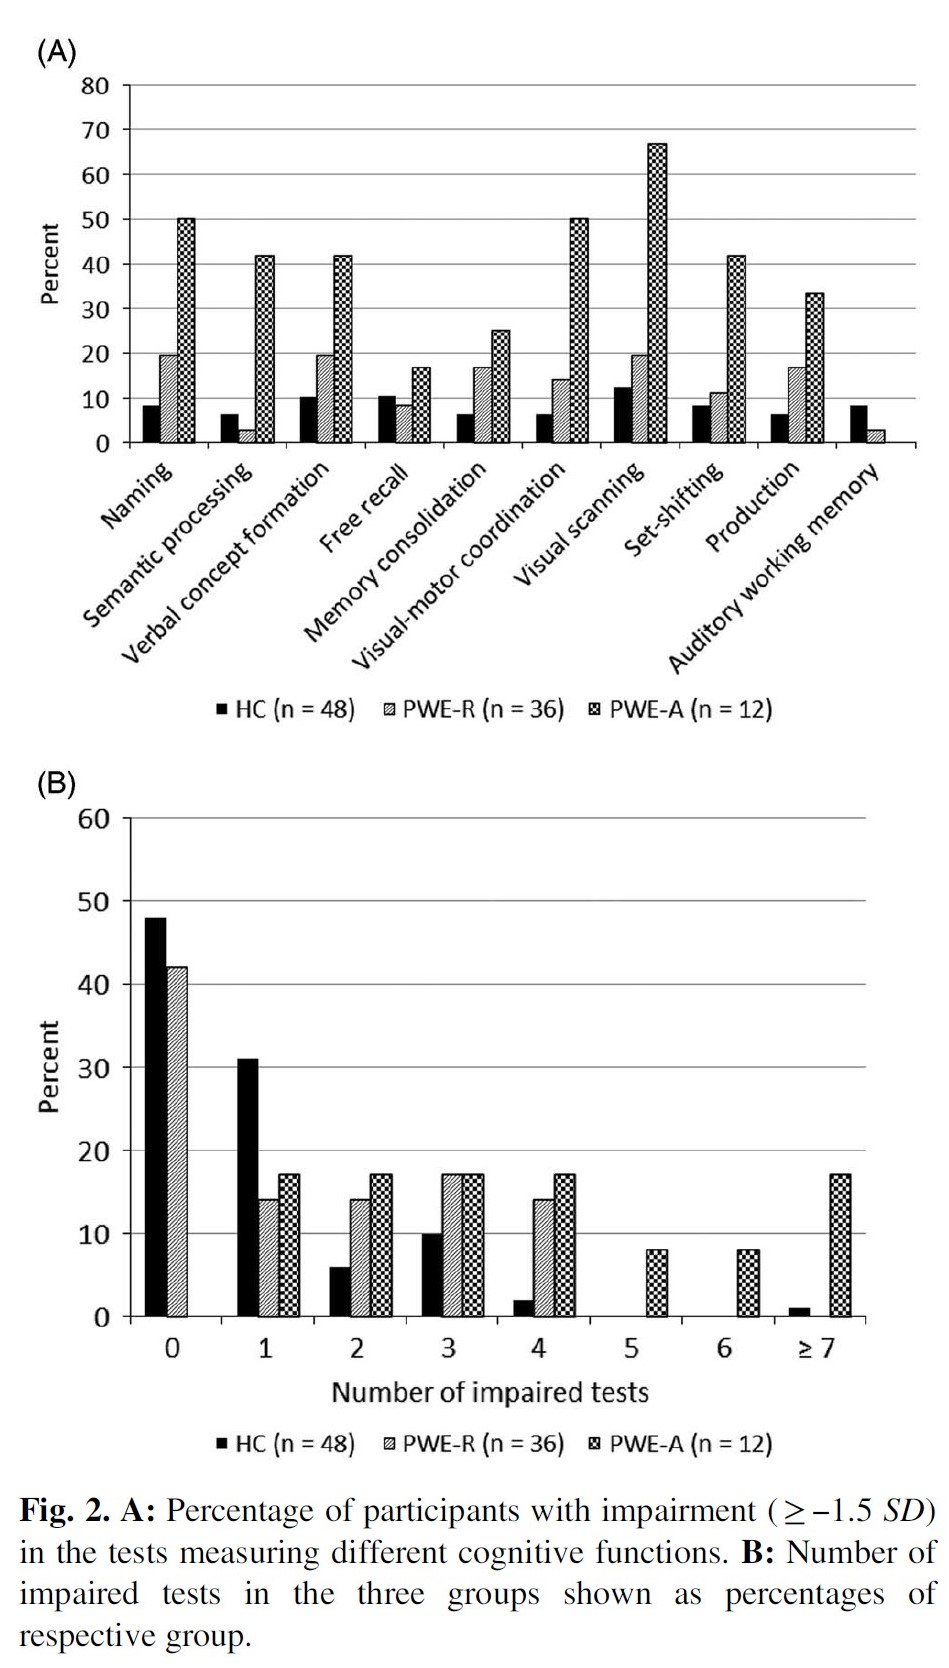 (A)
80
70
60
50
40
30
20
10
0
Percent
Naming
Semantic processing
Verbal concept formation
Free recall
Memory consolidation
Visual-motor coordination
Visual scanning
Set-shifting
Production
Auditory working memory
HC (n = 48) PWE-R (n = 36) PWE-A (n = 12)
(B)
60
50
40
30
20
10
0
Percent
0 1 2 3 4 5 6 ≥ 7
Number of impaired tests
HC (n = 48) PWE-R (n = 36) PWE-A (n = 12)
Fig. 2. A: Percentage of participants with impairment (≥ −1.5 SD)
in the tests measuring different cognitive functions. B: Number of
impaired tests in the three groups shown as percentages of
respective group.